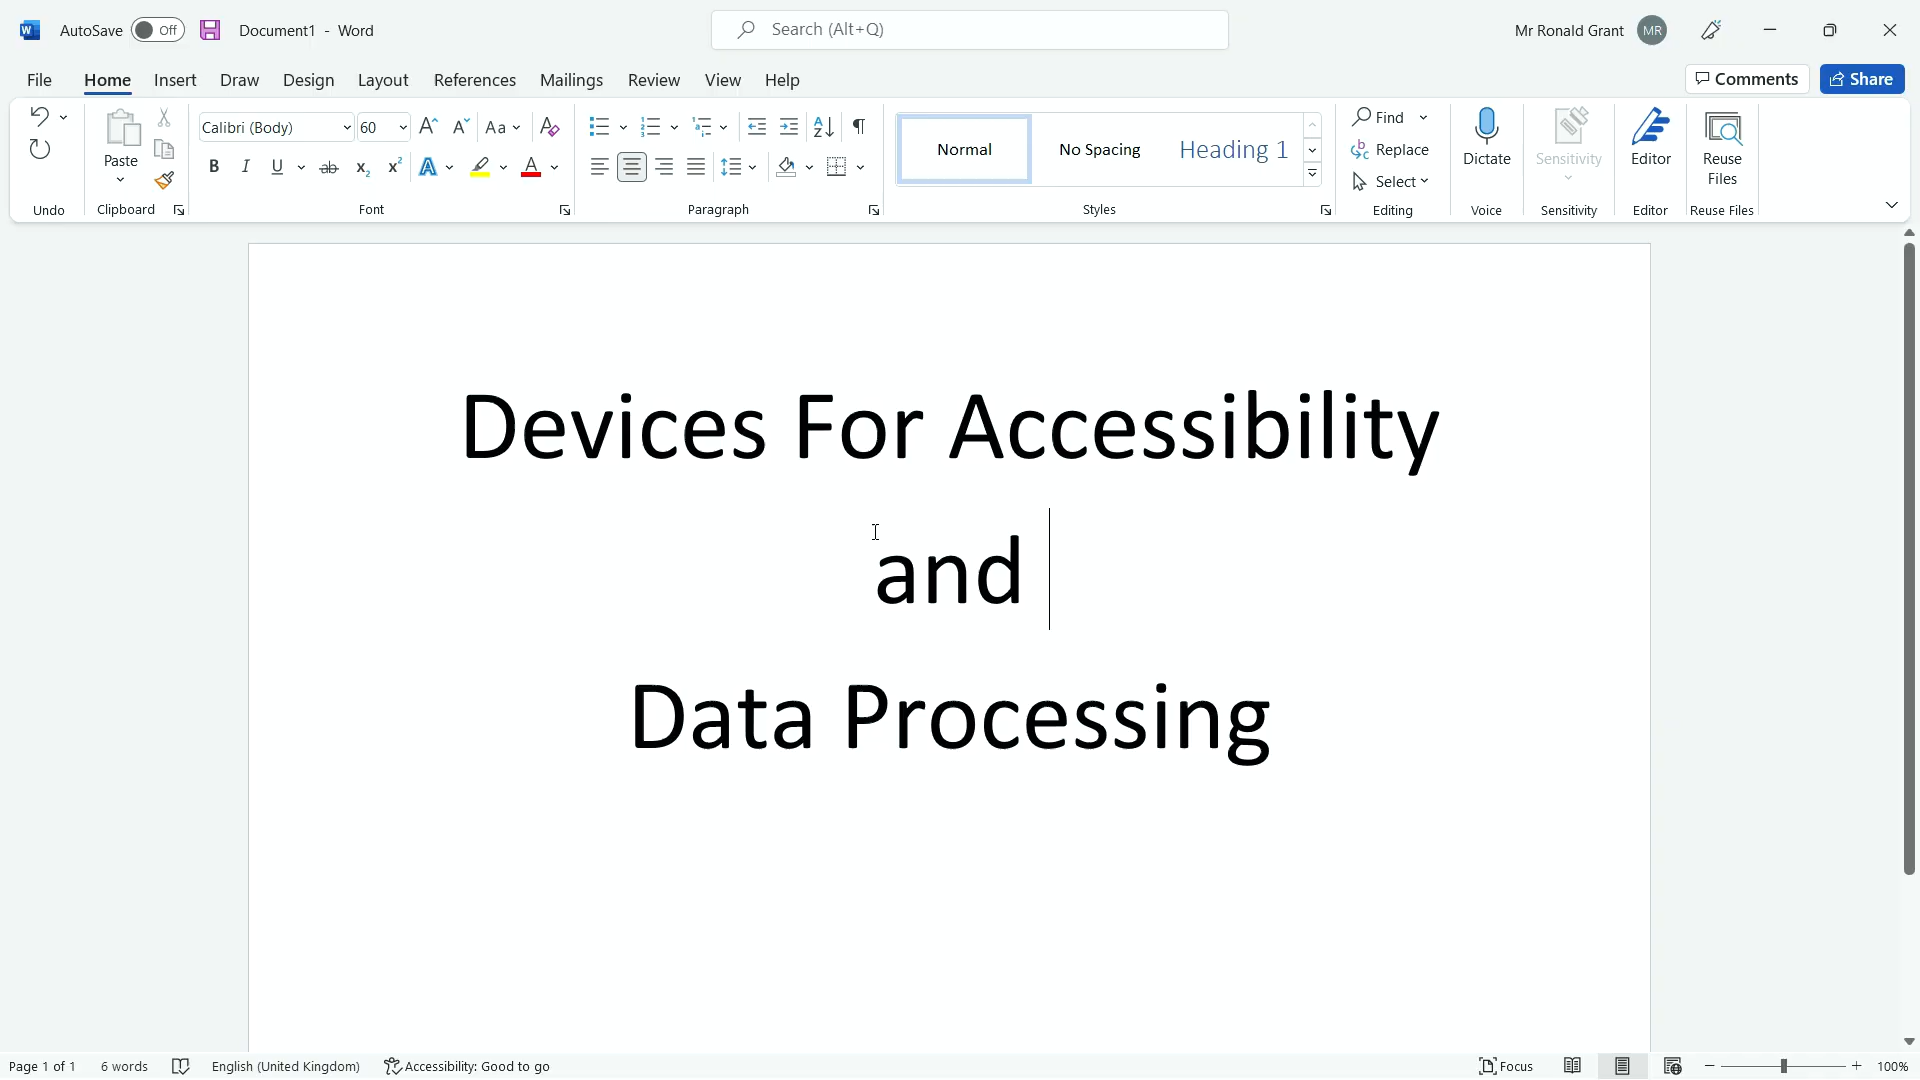 AutoSave Off Document1 - Word Search (Alt+Q) Mr Ronald Grant MR
File Home Insert Draw Design Layout References Mailings Review View Help Comments Share
Calibri (Body) 60 Aa Find
Paste Normal No Spacing Heading 1 Replace Dictate Sensitivity Editor Reuse Files
B I U ab x₂ x² A A Select
Undo Clipboard Font Paragraph Styles Editing Voice Sensitivity Editor Reuse Files
Devices For Accessibility
and
Data Processing
Page 1 of 1 6 words English (United Kingdom) Accessibility: Good to go Focus 100%